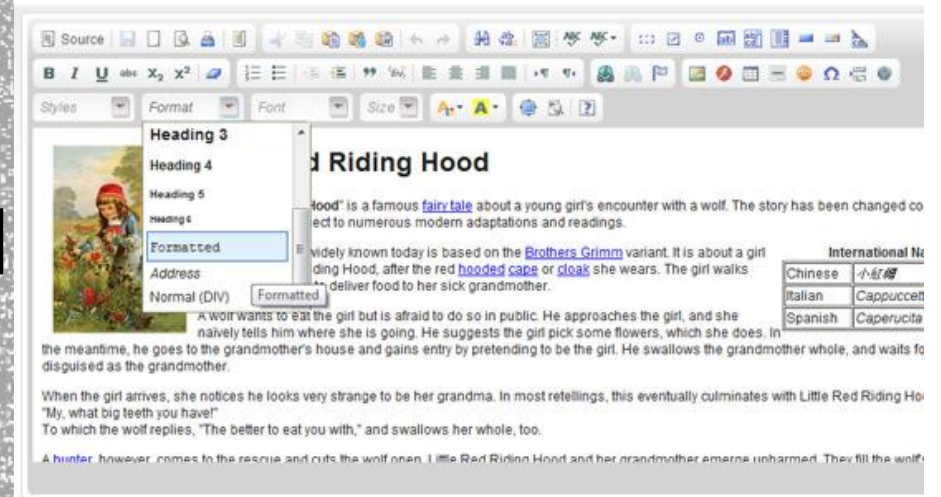 Source
B I U abc X₂ X²
Styles Format Font Size
Heading 3
Heading 4
Heading 5
Heading 6
Formatted
Address
Normal (DIV)
Formatted
d Riding Hood
Hood" is a famous fairy tale about a young girl's encounter with a wolf. The story has been changed co
ect to numerous modern adaptations and readings.
widely known today is based on the Brothers Grimm variant. It is about a girl
ding Hood, after the red hooded cape or cloak she wears. The girl walks
to deliver food to her sick grandmother.
International Na
Chinese 小紅帽
Italian Cappuccett
Spanish Caperucita
A wolf wants to eat the girl but is afraid to do so in public. He approaches the girl, and she
naively tells him where she is going. He suggests the girl pick some flowers, which she does. In
the meantime, he goes to the grandmother's house and gains entry by pretending to be the girl. He swallows the grandmother whole, and waits fo
disguised as the grandmother.
When the girl arrives, she notices he looks very strange to be her grandma. In most retellings, this eventually culminates with Little Red Riding Ho
"My, what big teeth you have!"
To which the wolf replies, "The better to eat you with," and swallows her whole, too.
A hunter, however, comes to the rescue and cuts the wolf open. Little Red Riding Hood and her grandmother emerge unharmed. They fill the wolf's